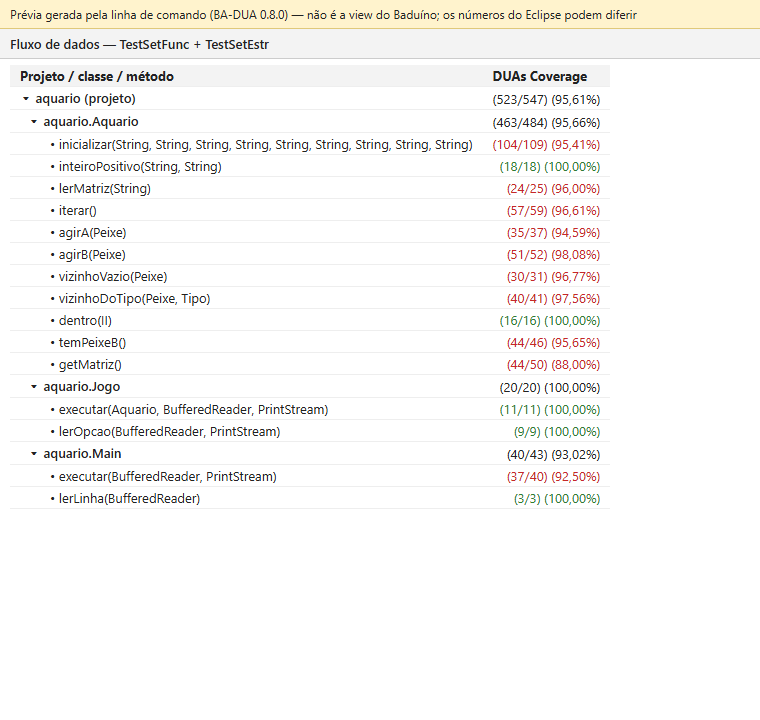 Prévia gerada pela linha de comando (BA-DUA 0.8.0) — não é a view do Baduíno; os números do Eclipse podem diferir
Fluxo de dados — TestSetFunc + TestSetEstr
Projeto / classe / método DUAs Coverage
▾ aquario (projeto) (523/547) (95,61%)
▾ aquario.Aquario (463/484) (95,66%)
• inicializar(String, String, String, String, String, String, String, String, String) (104/109) (95,41%)
• inteiroPositivo(String, String) (18/18) (100,00%)
• lerMatriz(String) (24/25) (96,00%)
• iterar() (57/59) (96,61%)
• agirA(Peixe) (35/37) (94,59%)
• agirB(Peixe) (51/52) (98,08%)
• vizinhoVazio(Peixe) (30/31) (96,77%)
• vizinhoDoTipo(Peixe, Tipo) (40/41) (97,56%)
• dentro(II) (16/16) (100,00%)
• temPeixeB() (44/46) (95,65%)
• getMatriz() (44/50) (88,00%)
▾ aquario.Jogo (20/20) (100,00%)
• executar(Aquario, BufferedReader, PrintStream) (11/11) (100,00%)
• lerOpcao(BufferedReader, PrintStream) (9/9) (100,00%)
▾ aquario.Main (40/43) (93,02%)
• executar(BufferedReader, PrintStream) (37/40) (92,50%)
• lerLinha(BufferedReader) (3/3) (100,00%)